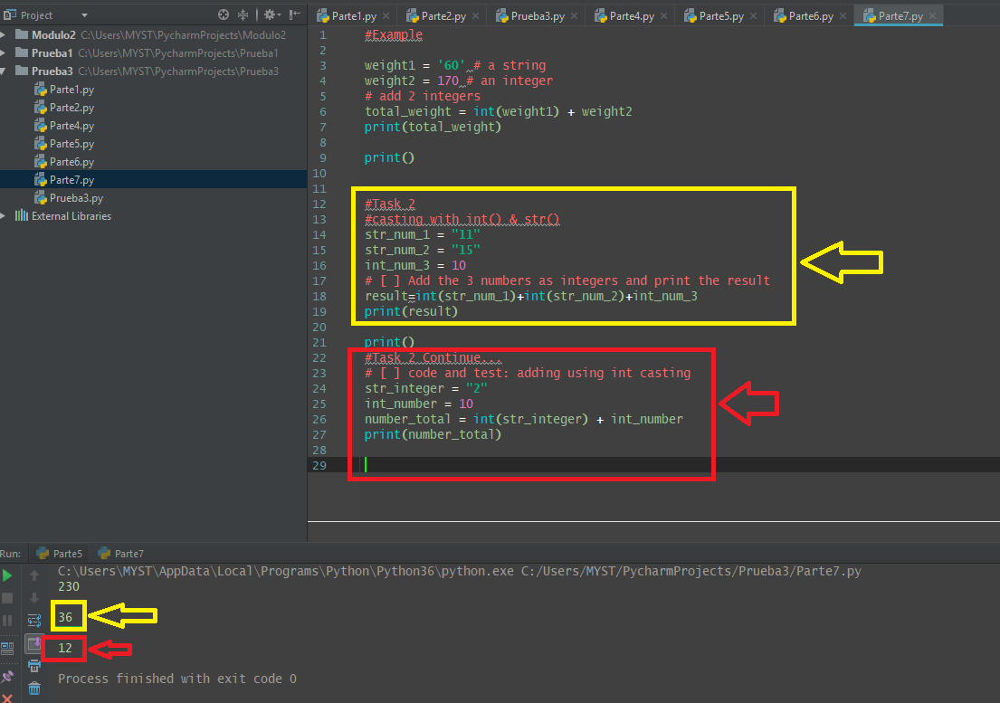 Project
Parte1.py
Parte2.py
Prueba3.py
Parte4.py
Parte5.py
Parte6.py
Parte7.py
Modulo2 C:\Users\MYST\PycharmProjects\Modulo2
Prueba1 C:\Users\MYST\PycharmProjects\Prueba1
Prueba3 C:\Users\MYST\PycharmProjects\Prueba3
Parte1.py
Parte2.py
Parte4.py
Parte5.py
Parte6.py
Parte7.py
Prueba3.py
External Libraries
1 #Example
2
3 weight1 = '60' # a string
4 weight2 = 170 # an integer
5 # add 2 integers
6 total_weight = int(weight1) + weight2
7 print(total_weight)
8
9 print()
10
11
12 #Task 2
13 #casting with int() & str()
14 str_num_1 = "11"
15 str_num_2 = "15"
16 int_num_3 = 10
17 # [ ] Add the 3 numbers as integers and print the result
18 result=int(str_num_1)+int(str_num_2)+int_num_3
19 print(result)
20
21 print()
22 #Task 2 Continue...
23 # [ ] code and test: adding using int casting
24 str_integer = "2"
25 int_number = 10
26 number_total = int(str_integer) + int_number
27 print(number_total)
28
29
Run: Parte5 Parte7
C:\Users\MYST\AppData\Local\Programs\Python\Python36\python.exe C:/Users/MYST/PycharmProjects/Prueba3/Parte7.py
230
36
12
Process finished with exit code 0